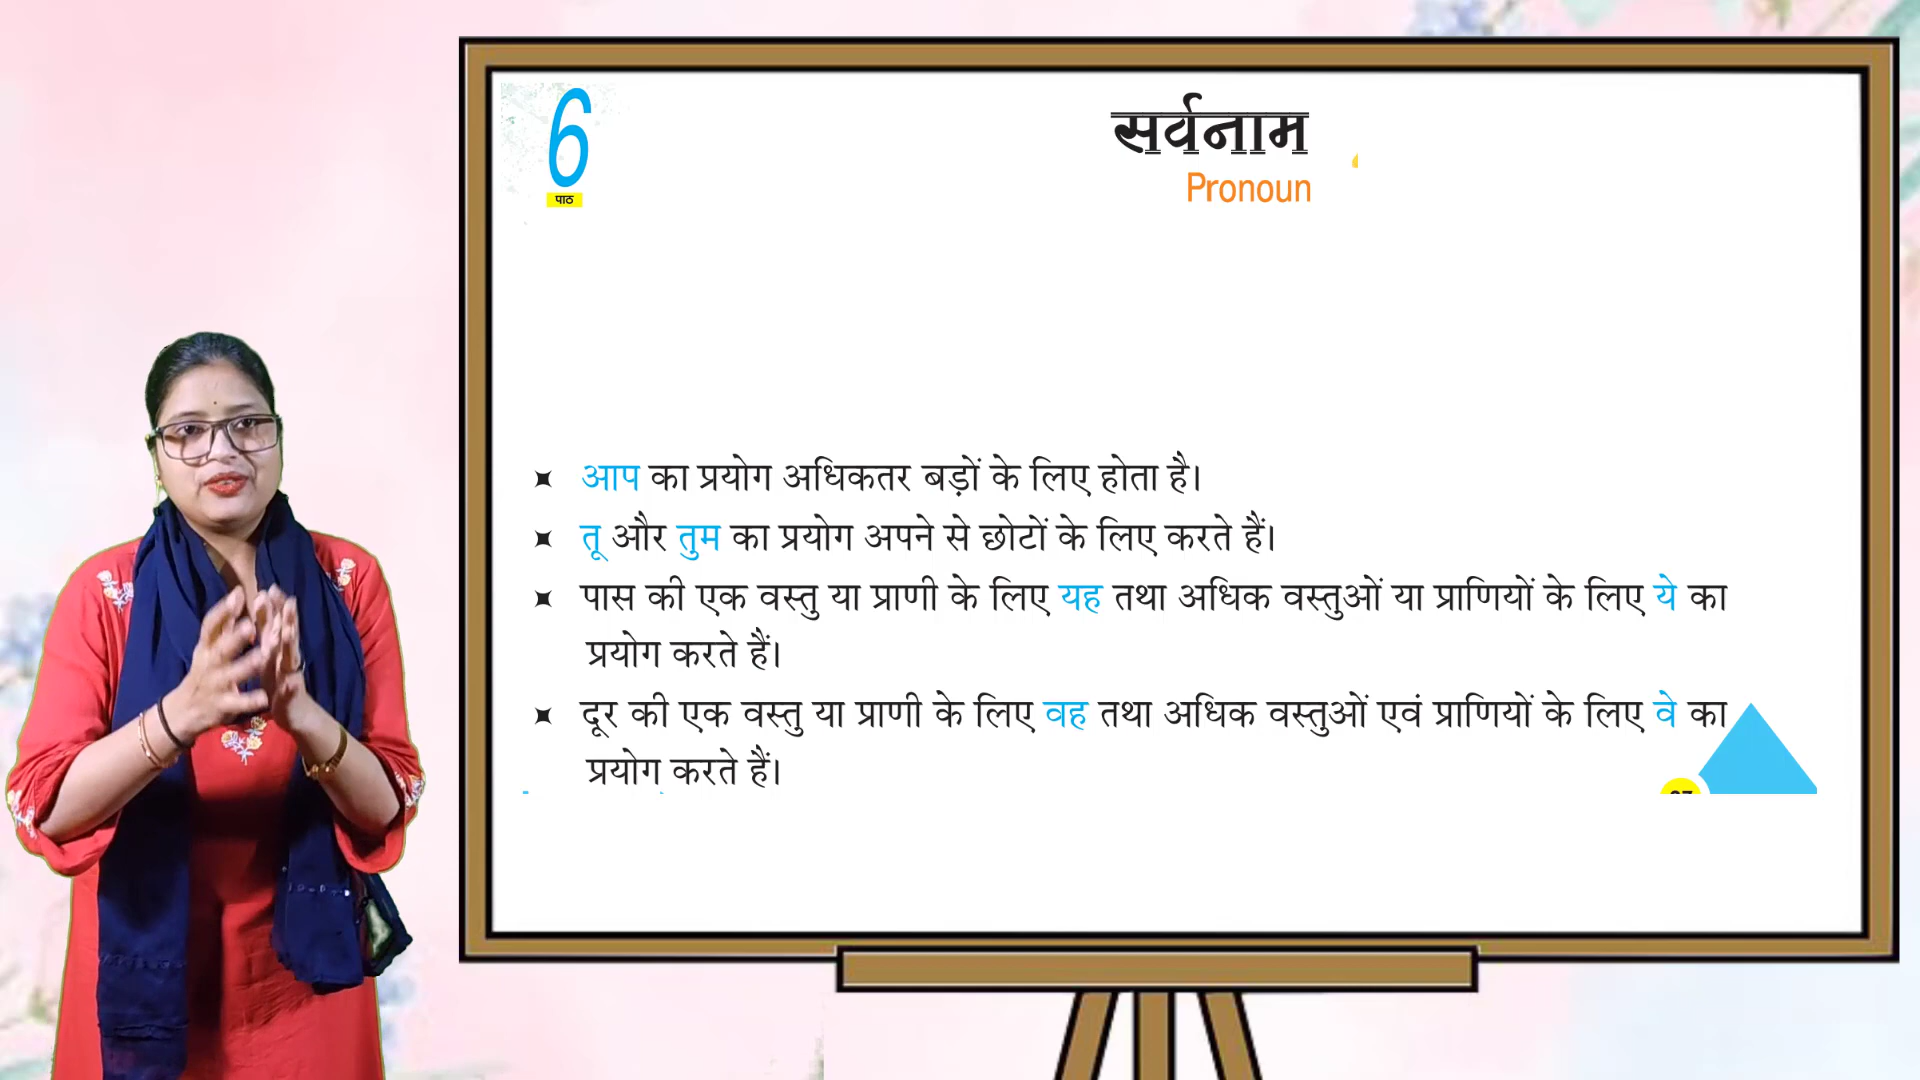 6
पाठ
सर्वनाम
Pronoun
आप का प्रयोग अधिकतर बड़ों के लिए होता है।
तू और तुम का प्रयोग अपने से छोटों के लिए करते हैं।
पास की एक वस्तु या प्राणी के लिए यह तथा अधिक वस्तुओं या प्राणियों के लिए ये का
प्रयोग करते हैं।
दूर की एक वस्तु या प्राणी के लिए वह तथा अधिक वस्तुओं एवं प्राणियों के लिए वे का
प्रयोग करते हैं।